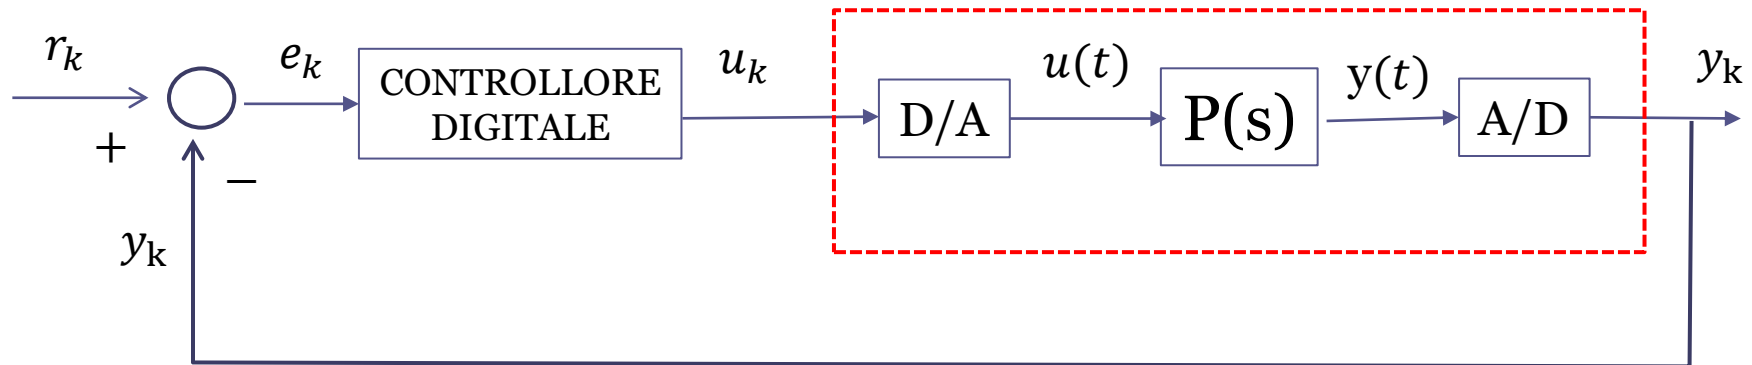 r_k
+
−
y_k
e_k
CONTROLLORE
DIGITALE
u_k
D/A
u(t)
P(s)
y(t)
A/D
y_k